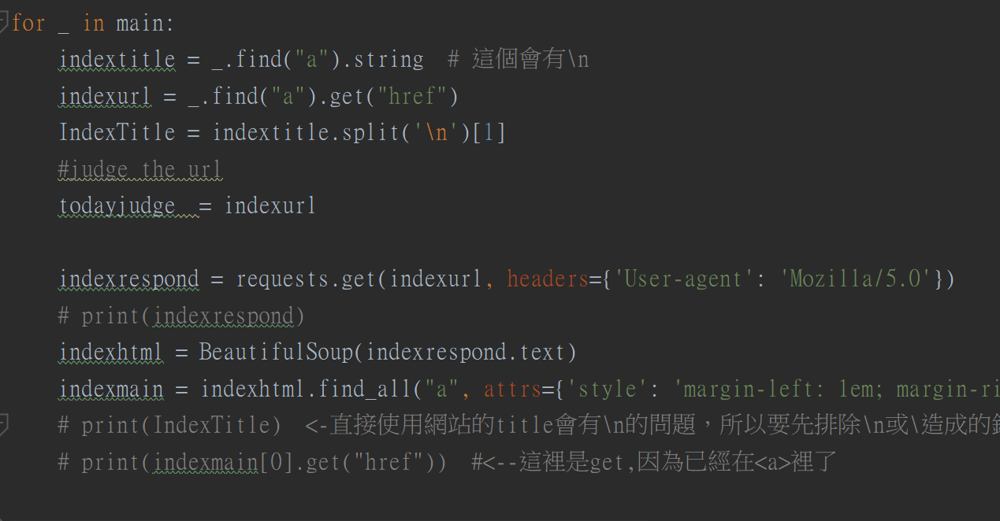 for _ in main:
indextitle = _.find("a").string  # 這個會有\n
indexurl = _.find("a").get("href")
IndexTitle = indextitle.split('\n')[1]
#judge the url
todayjudge  = indexurl
indexrespond = requests.get(indexurl, headers={'User-agent': 'Mozilla/5.0'})
# print(indexrespond)
indexhtml = BeautifulSoup(indexrespond.text)
indexmain = indexhtml.find_all("a", attrs={'style': 'margin-left: 1em; margin-ri
# print(IndexTitle)  <-直接使用網站的title會有\n的問題，所以要先排除\n或\造成的
# print(indexmain[0].get("href"))  #<--這裡是get,因為已經在<a>裡了